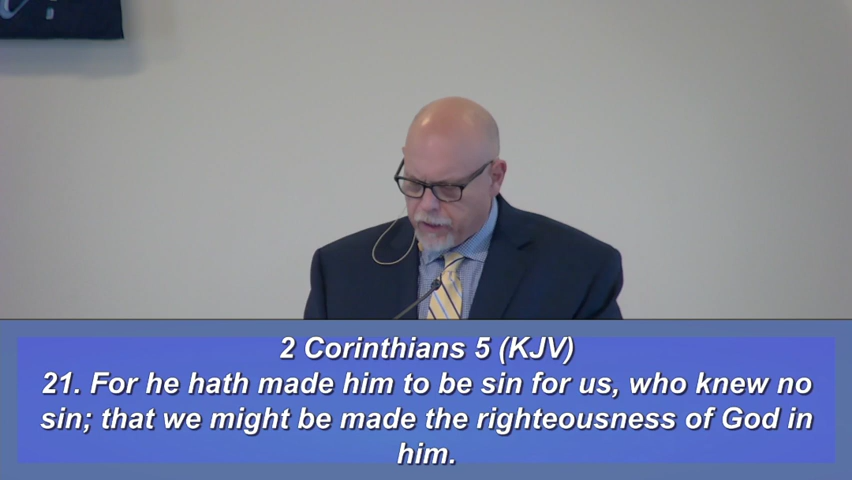 2 Corinthians 5 (KJV)
21. For he hath made him to be sin for us, who knew no
sin; that we might be made the righteousness of God in
him.